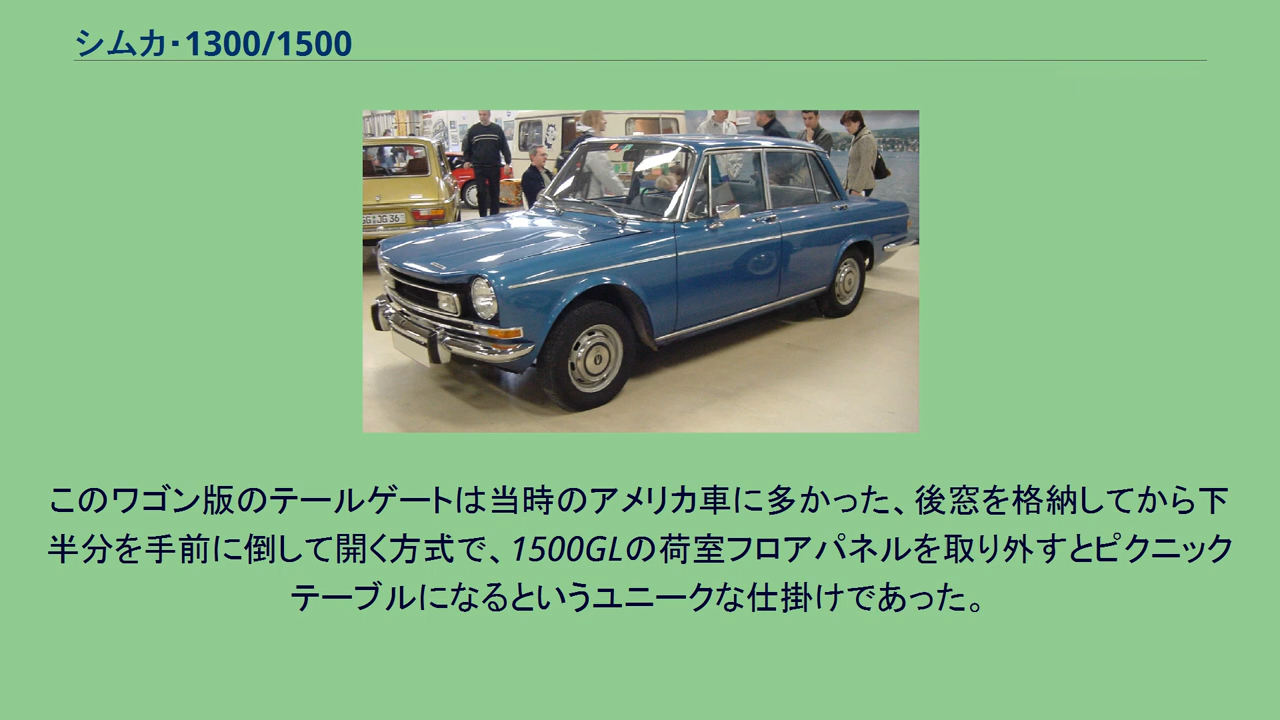 シムカ・1300/1500
GG:JG 36
このワゴン版のテールゲートは当時のアメリカ車に多かった、後窓を格納してから下
半分を手前に倒して開く方式で、1500GLの荷室フロアパネルを取り外すとピクニック
テーブルになるというユニークな仕掛けであった。